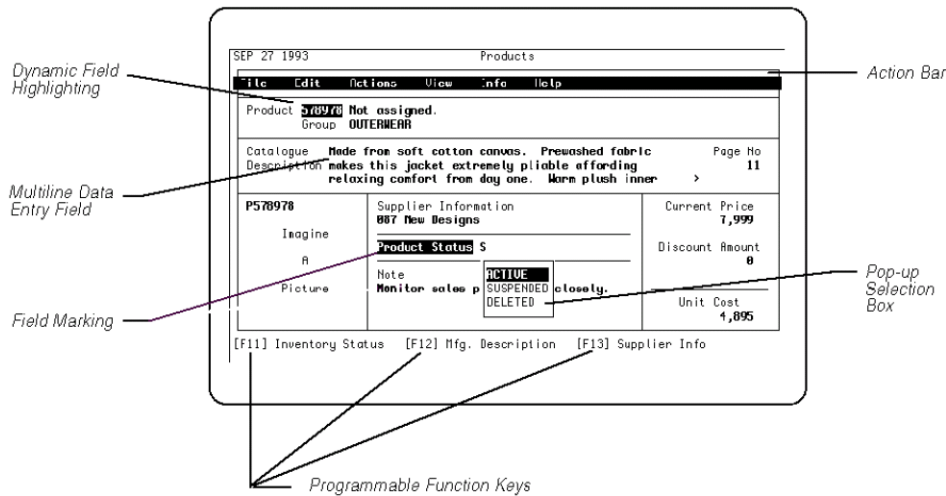 SEP 27 1993 Products
File Edit Actions View Info Help
Action Bar
Dynamic Field
Highlighting
Product 578978 Not assigned.
Group OUTERWEAR
Catalogue Made from soft cotton canvas. Prewashed fabric Page No
Description makes this jacket extremely pliable affording 11
relaxing comfort from day one. Warm plush inner >
Multiline Data
Entry Field
P578978 Supplier Information Current Price
087 New Designs 7,999
Imagine
Product Status S Discount Amount
A 0
Note ACTIVE
Picture Monitor sales p SUSPENDED closely.
DELETED Unit Cost
4,895
Pop-up
Selection
Box
Field Marking
[F11] Inventory Status [F12] Mfg. Description [F13] Supplier Info
Programmable Function Keys